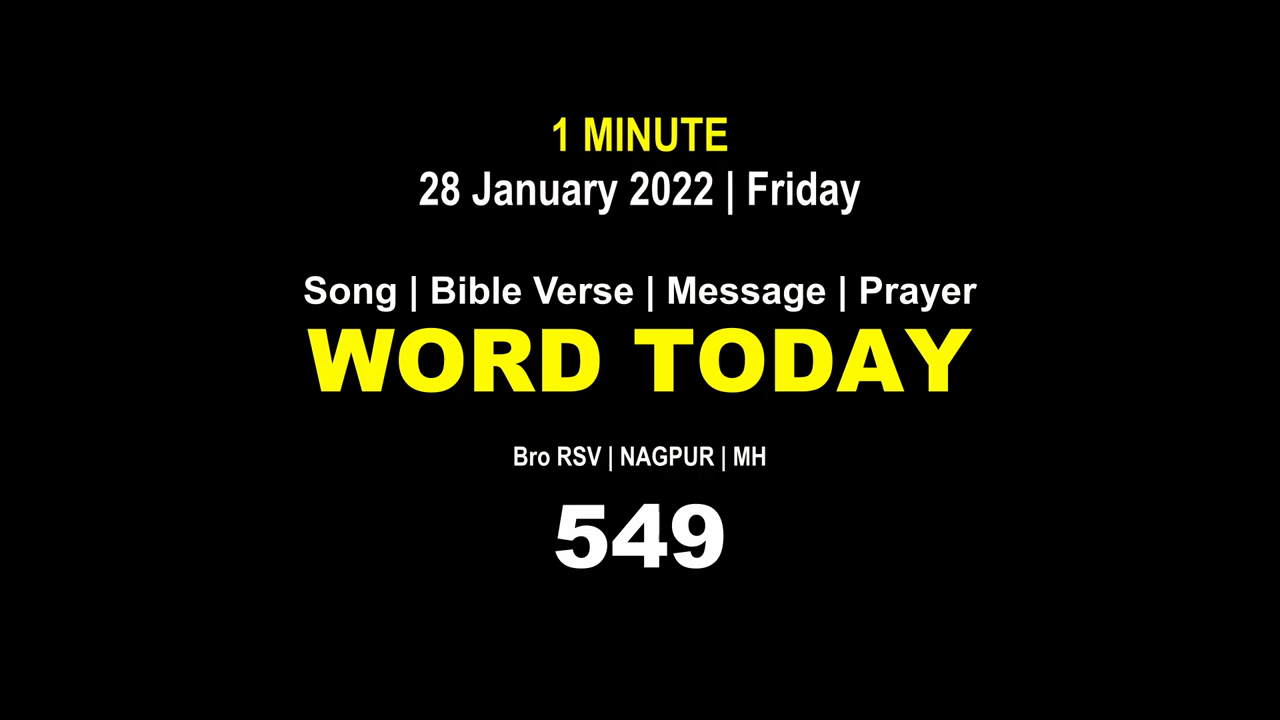 1 MINUTE
28 January 2022 | Friday
Song | Bible Verse | Message | Prayer
WORD TODAY
Bro RSV | NAGPUR | MH
549